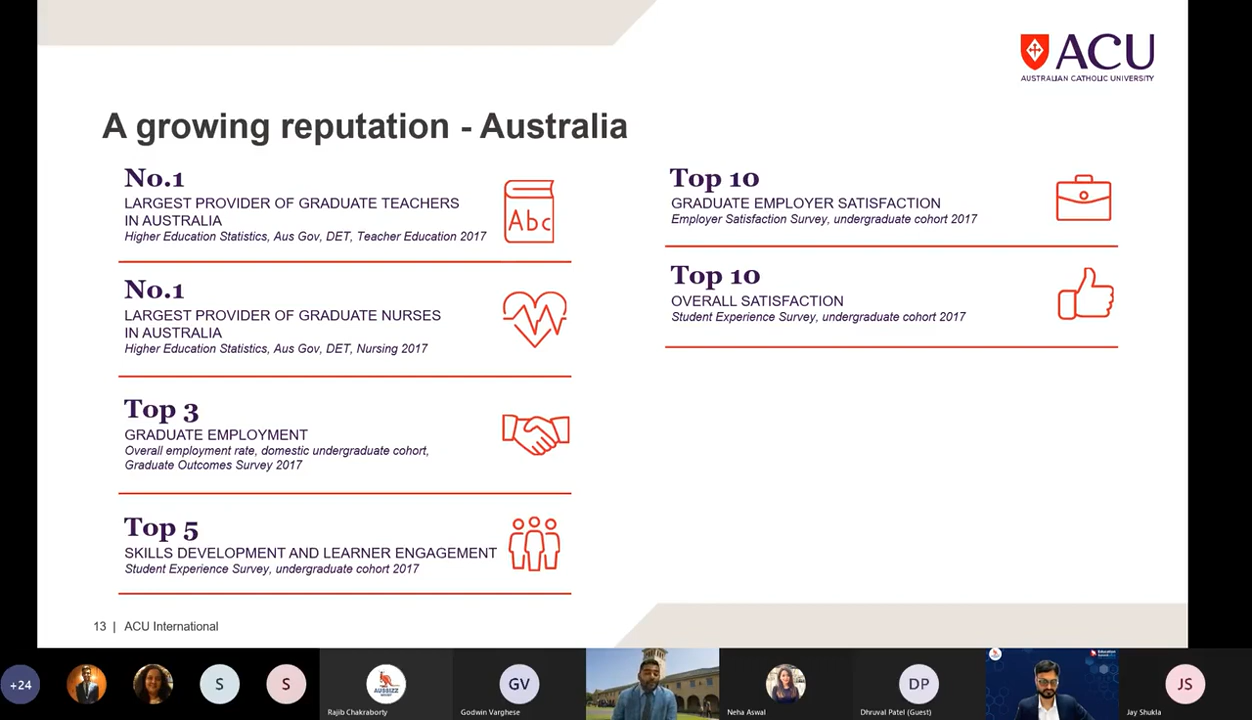 ACU
AUSTRALIAN CATHOLIC UNIVERSITY
A growing reputation - Australia
No.1
LARGEST PROVIDER OF GRADUATE TEACHERS
IN AUSTRALIA
Higher Education Statistics, Aus Gov, DET, Teacher Education 2017
Abc
No.1
LARGEST PROVIDER OF GRADUATE NURSES
IN AUSTRALIA
Higher Education Statistics, Aus Gov, DET, Nursing 2017
Top 3
GRADUATE EMPLOYMENT
Overall employment rate, domestic undergraduate cohort,
Graduate Outcomes Survey 2017
Top 5
SKILLS DEVELOPMENT AND LEARNER ENGAGEMENT
Student Experience Survey, undergraduate cohort 2017
Top 10
GRADUATE EMPLOYER SATISFACTION
Employer Satisfaction Survey, undergraduate cohort 2017
Top 10
OVERALL SATISFACTION
Student Experience Survey, undergraduate cohort 2017
13 | ACU International
+24
S
S
AUSSIZZ
Rajib Chakraborty
GV
Godwin Varghese
Neha Aswal
DP
Dhruval Patel (Guest)
JS
Jay Shukla